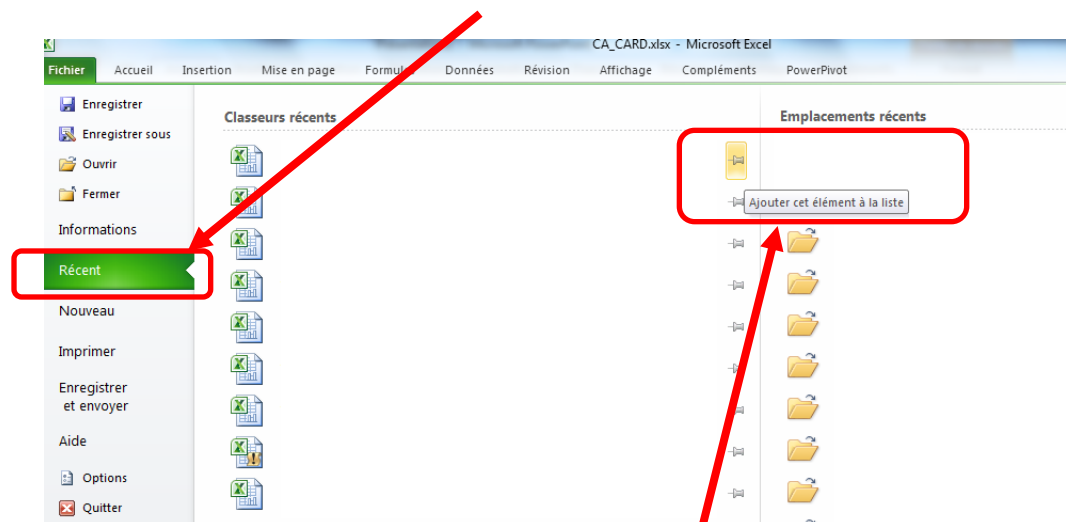 CA_CARD.xlsx - Microsoft Excel
Fichier Accueil Insertion Mise en page Données Révision Affichage Compléments PowerPivot
Enregistrer
Enregistrer sous
Ouvrir
Fermer
Informations
Récent
Nouveau
Imprimer
Enregistrer
et envoyer
Aide
Options
Quitter
Classeurs récents
Emplacements récents
Ajouter cet élément à la liste